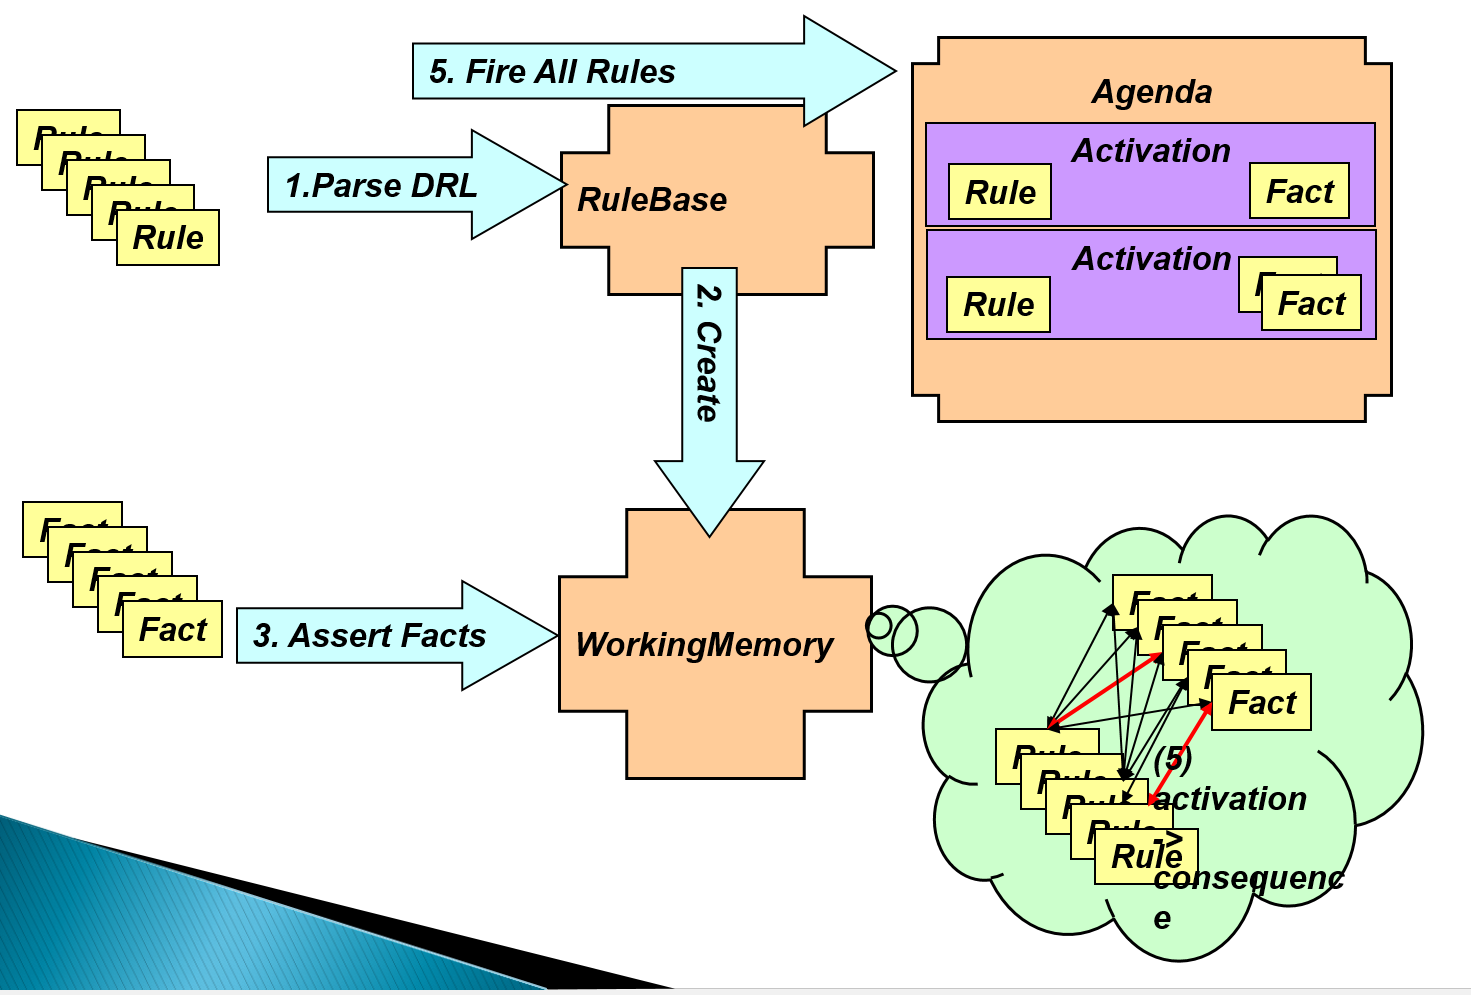 5. Fire All Rules
Agenda
Rule
Rule
Rule
Rule
Rule
1.Parse DRL
RuleBase
Activation
Rule
Fact
Activation
Rule
Fact
Fact
2. Create
Fact
Fact
Fact
Fact
Fact
3. Assert Facts
WorkingMemory
Fact
Fact
Fact
Fact
Fact
Rule
Rule
Rule
Rule
Rule
(5)
activation
->
consequenc
e